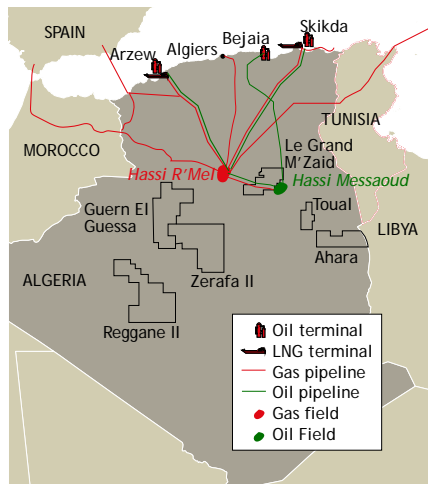 SPAIN
Skikda
Bejaia
Algiers
Arzew
TUNISIA
MOROCCO
Le Grand
M'Zaid
Hassi R'Mel
Hassi Messaoud
Toual
Guern El
Guessa
LIBYA
Ahara
ALGERIA
Zerafa II
Reggane II
Oil terminal
LNG terminal
Gas pipeline
Oil pipeline
Gas field
Oil Field